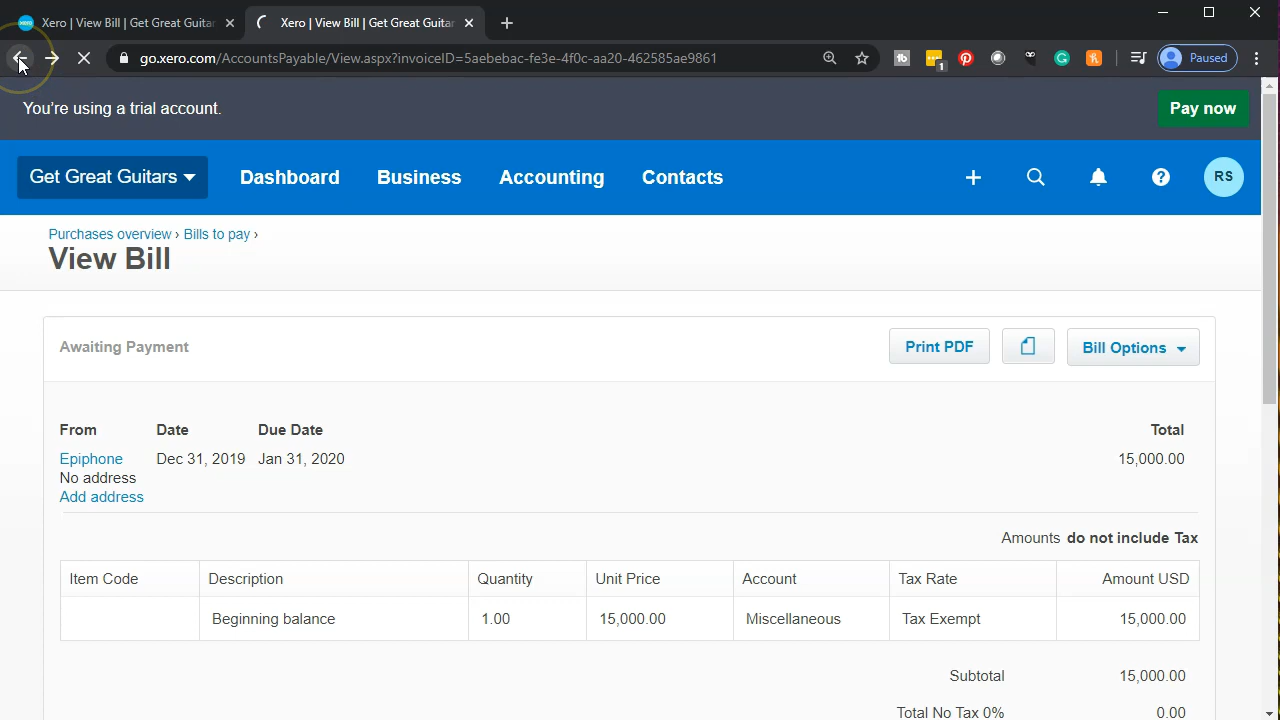 Xero | View Bill | Get Great Guitar
Xero | View Bill | Get Great Guitar
go.xero.com/AccountsPayable/View.aspx?invoiceID=5aebebac-fe3e-4f0c-aa20-462585ae9861
1
Paused
You're using a trial account.
Pay now
Get Great Guitars
Dashboard
Business
Accounting
Contacts
RS
Purchases overview › Bills to pay ›
View Bill
Awaiting Payment
Print PDF
Bill Options
From Date Due Date Total
Epiphone Dec 31, 2019 Jan 31, 2020 15,000.00
No address
Add address
Amounts do not include Tax
Item Code Description Quantity Unit Price Account Tax Rate Amount USD
Beginning balance 1.00 15,000.00 Miscellaneous Tax Exempt 15,000.00
Subtotal 15,000.00
Total No Tax 0% 0.00